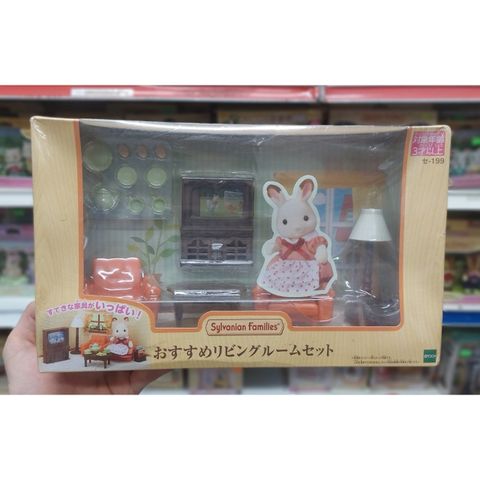 対象年齢
3才以上
セ-199
すてきな家具がいっぱい!
Sylvanian Families
おすすめリビングルームセット
EPOCH